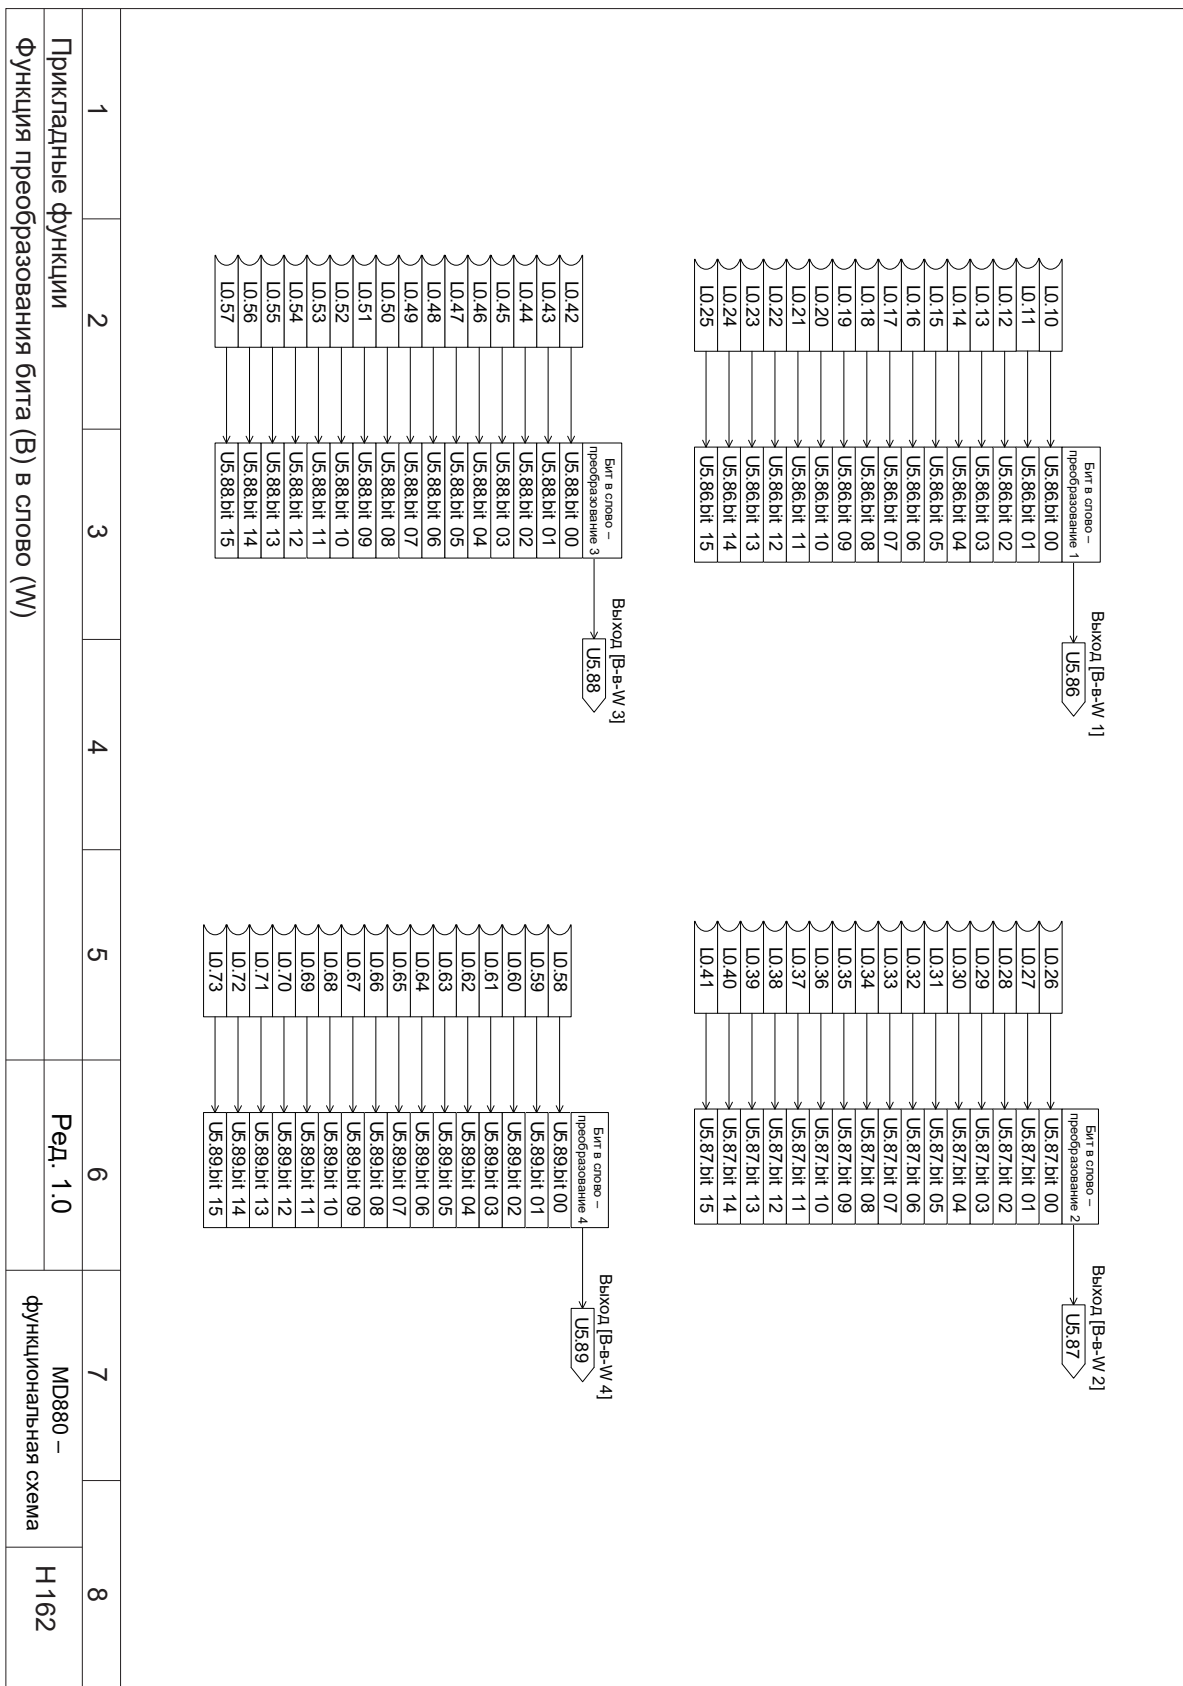 Бит в слово –
преобразование 1
Выход [B-в-W 1]
L0.10 U5.86.bit 00 U5.86
L0.11 U5.86.bit 01
L0.12 U5.86.bit 02
L0.13 U5.86.bit 03
L0.14 U5.86.bit 04
L0.15 U5.86.bit 05
L0.16 U5.86.bit 06
L0.17 U5.86.bit 07
L0.18 U5.86.bit 08
L0.19 U5.86.bit 09
L0.20 U5.86.bit 10
L0.21 U5.86.bit 11
L0.22 U5.86.bit 12
L0.23 U5.86.bit 13
L0.24 U5.86.bit 14
L0.25 U5.86.bit 15
Бит в слово –
преобразование 2
Выход [B-в-W 2]
L0.26 U5.87.bit 00 U5.87
L0.27 U5.87.bit 01
L0.28 U5.87.bit 02
L0.29 U5.87.bit 03
L0.30 U5.87.bit 04
L0.31 U5.87.bit 05
L0.32 U5.87.bit 06
L0.33 U5.87.bit 07
L0.34 U5.87.bit 08
L0.35 U5.87.bit 09
L0.36 U5.87.bit 10
L0.37 U5.87.bit 11
L0.38 U5.87.bit 12
L0.39 U5.87.bit 13
L0.40 U5.87.bit 14
L0.41 U5.87.bit 15
Бит в слово –
преобразование 3
Выход [B-в-W 3]
L0.42 U5.88.bit 00 U5.88
L0.43 U5.88.bit 01
L0.44 U5.88.bit 02
L0.45 U5.88.bit 03
L0.46 U5.88.bit 04
L0.47 U5.88.bit 05
L0.48 U5.88.bit 06
L0.49 U5.88.bit 07
L0.50 U5.88.bit 08
L0.51 U5.88.bit 09
L0.52 U5.88.bit 10
L0.53 U5.88.bit 11
L0.54 U5.88.bit 12
L0.55 U5.88.bit 13
L0.56 U5.88.bit 14
L0.57 U5.88.bit 15
Бит в слово –
преобразование 4
Выход [B-в-W 4]
L0.58 U5.89.bit 00 U5.89
L0.59 U5.89.bit 01
L0.60 U5.89.bit 02
L0.61 U5.89.bit 03
L0.62 U5.89.bit 04
L0.63 U5.89.bit 05
L0.64 U5.89.bit 06
L0.65 U5.89.bit 07
L0.66 U5.89.bit 08
L0.67 U5.89.bit 09
L0.68 U5.89.bit 10
L0.69 U5.89.bit 11
L0.70 U5.89.bit 12
L0.71 U5.89.bit 13
L0.72 U5.89.bit 14
L0.73 U5.89.bit 15
1 2 3 4 5 6 7 8
Прикладные функции
Функция преобразования бита (B) в слово (W)
Ред. 1.0
MD880 –
функциональная схема
H162